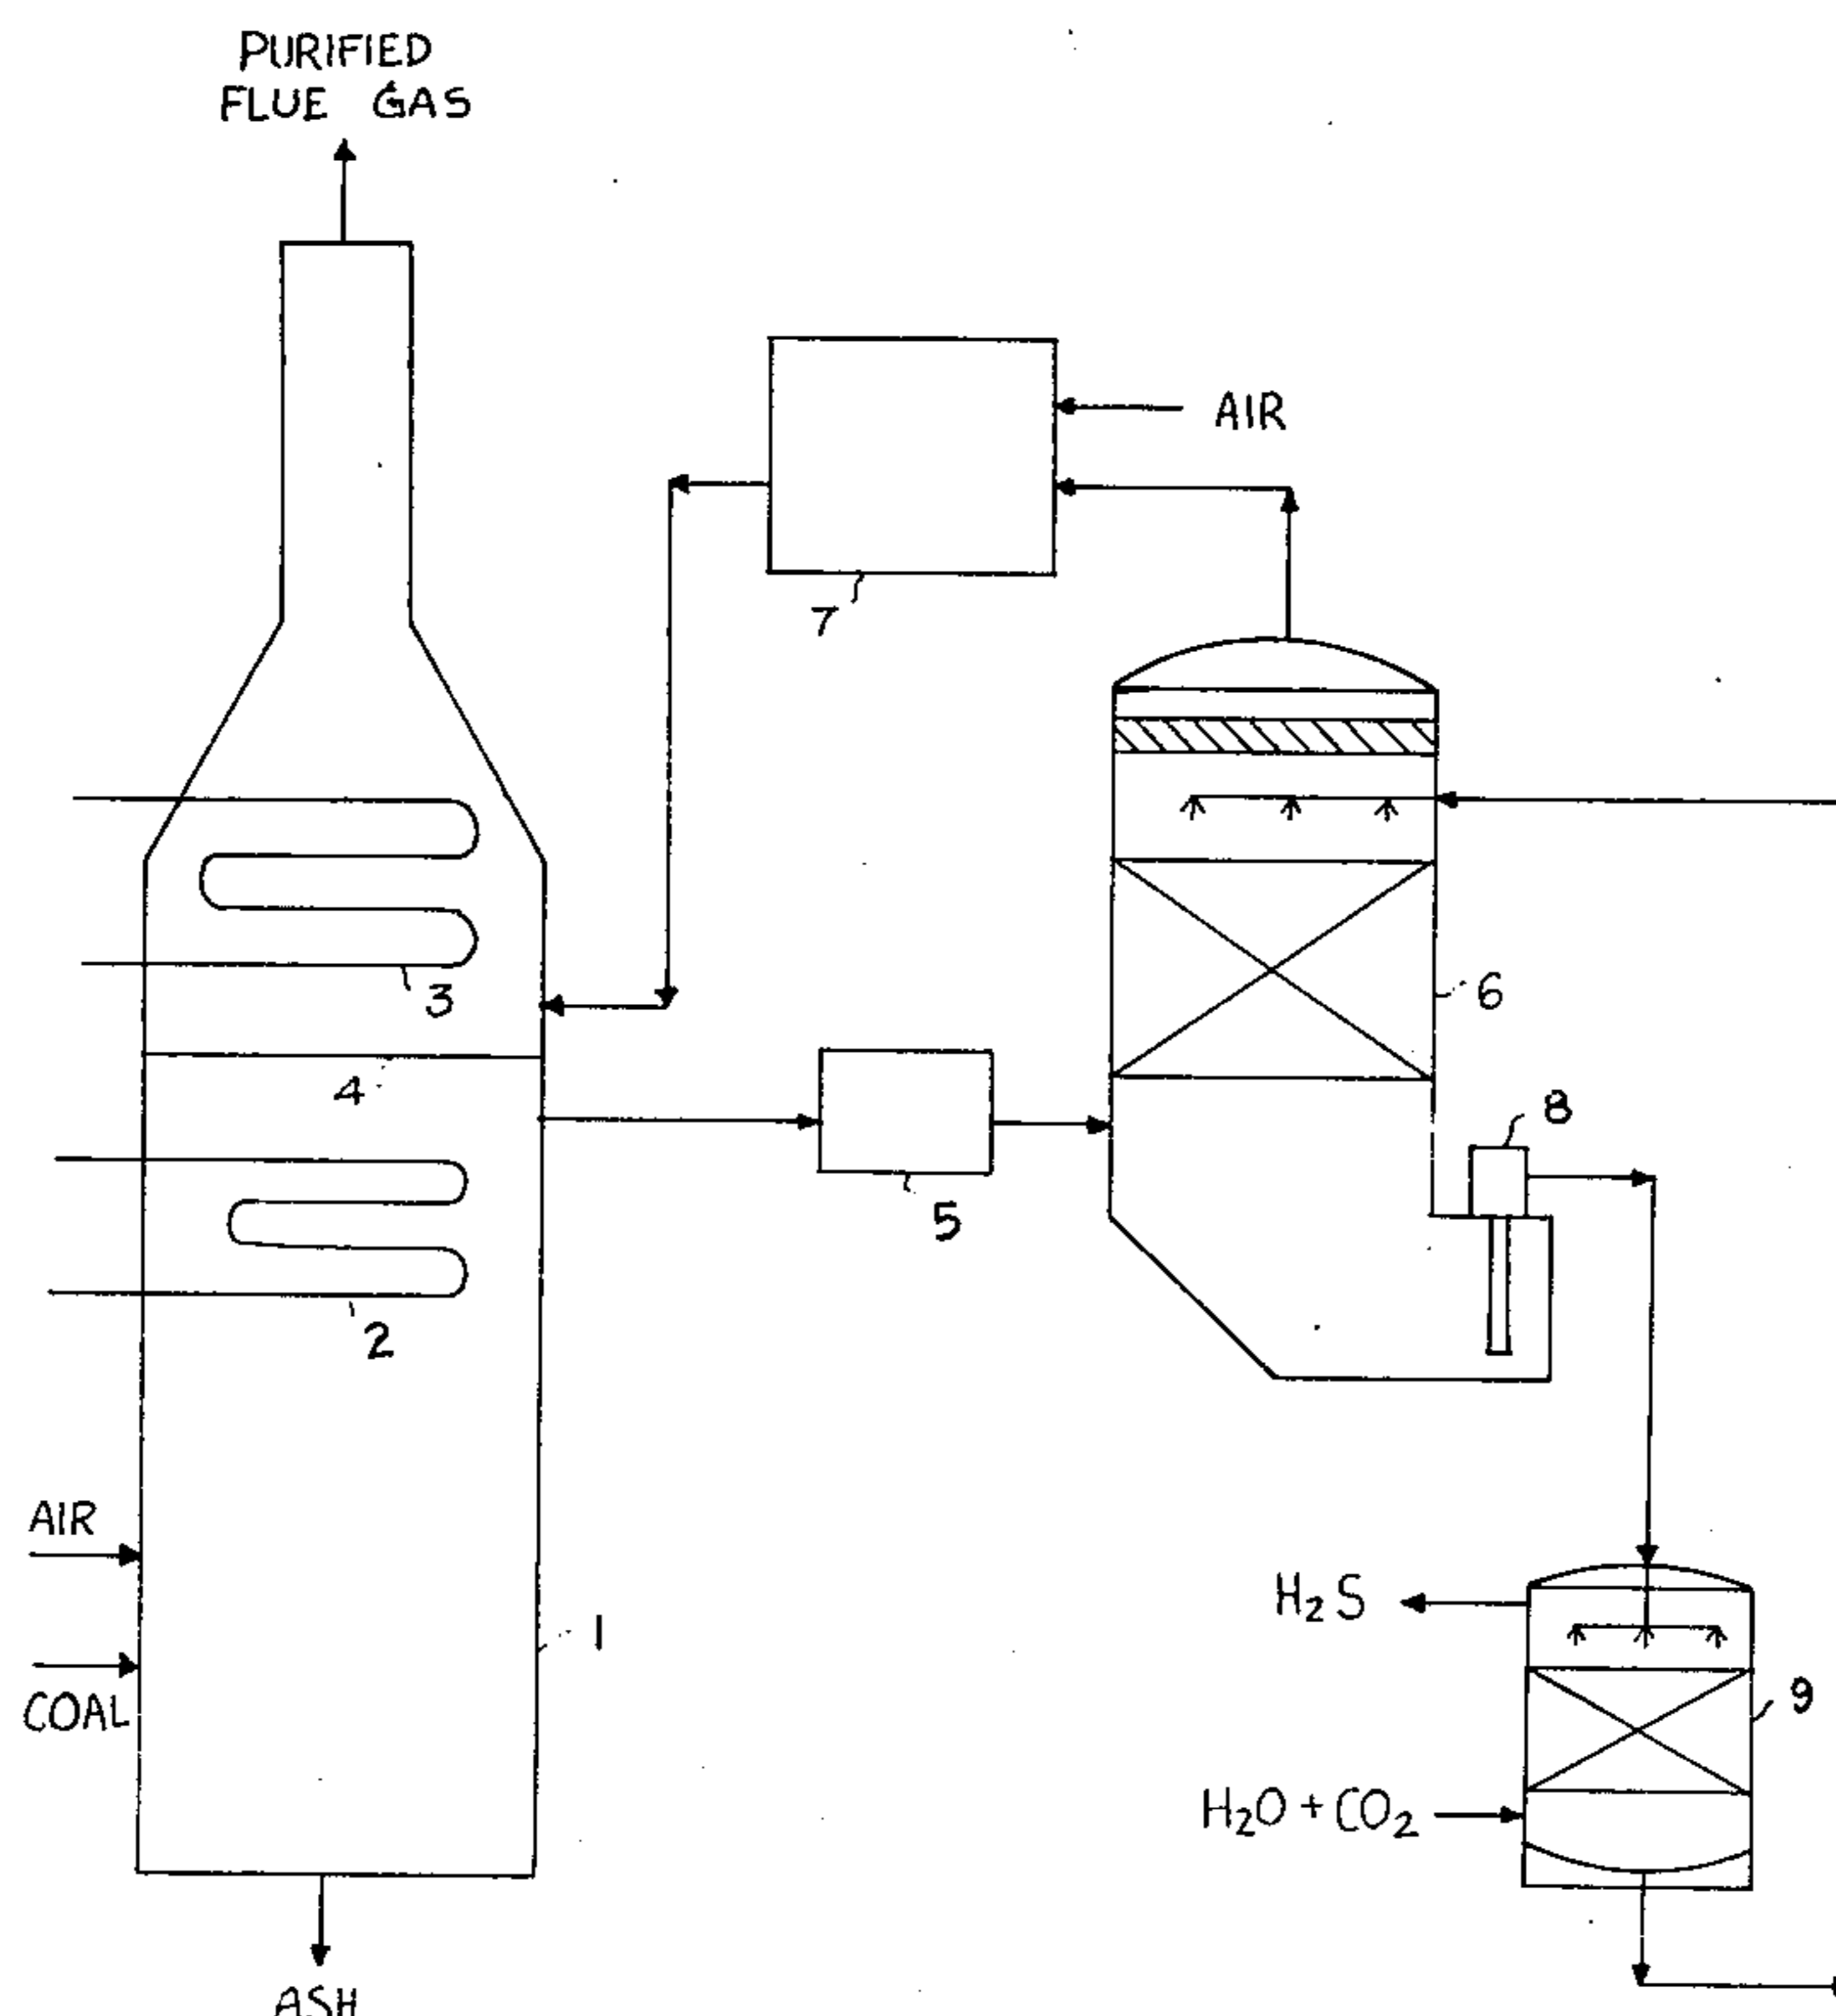 PURIFIED
FLUE GAS
AIR
7
6
3
4
8
5
2
AIR
H₂S
1
COAL
9
H₂O + CO₂
ASH